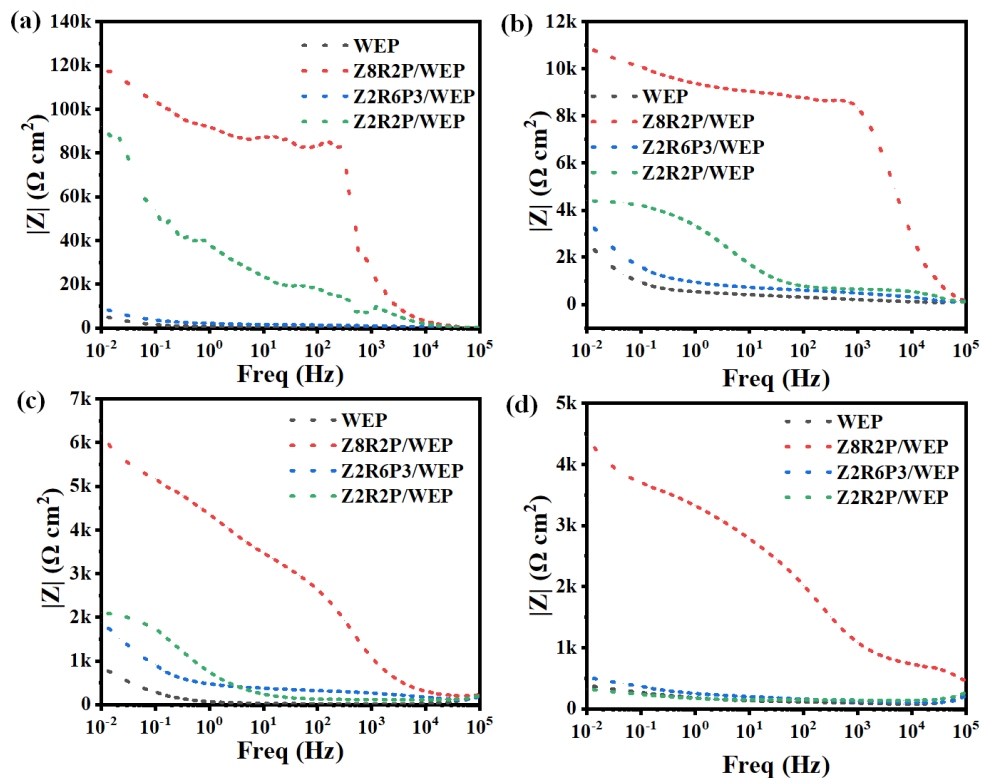 (a)
140k
120k
100k
80k
60k
40k
20k
0
|Z| (Ω cm²)
WEP
Z8R2P/WEP
Z2R6P3/WEP
Z2R2P/WEP
10⁻² 10⁻¹ 10⁰ 10¹ 10² 10³ 10⁴ 10⁵
Freq (Hz)
(b)
12k
10k
8k
6k
4k
2k
0
|Z| (Ω cm²)
WEP
Z8R2P/WEP
Z2R6P3/WEP
Z2R2P/WEP
10⁻² 10⁻¹ 10⁰ 10¹ 10² 10³ 10⁴ 10⁵
Freq (Hz)
(c)
7k
6k
5k
4k
3k
2k
1k
0
|Z| (Ω cm²)
WEP
Z8R2P/WEP
Z2R6P3/WEP
Z2R2P/WEP
10⁻² 10⁻¹ 10⁰ 10¹ 10² 10³ 10⁴ 10⁵
Freq (Hz)
(d)
5k
4k
3k
2k
1k
0
|Z| (Ω cm²)
WEP
Z8R2P/WEP
Z2R6P3/WEP
Z2R2P/WEP
10⁻² 10⁻¹ 10⁰ 10¹ 10² 10³ 10⁴ 10⁵
Freq (Hz)